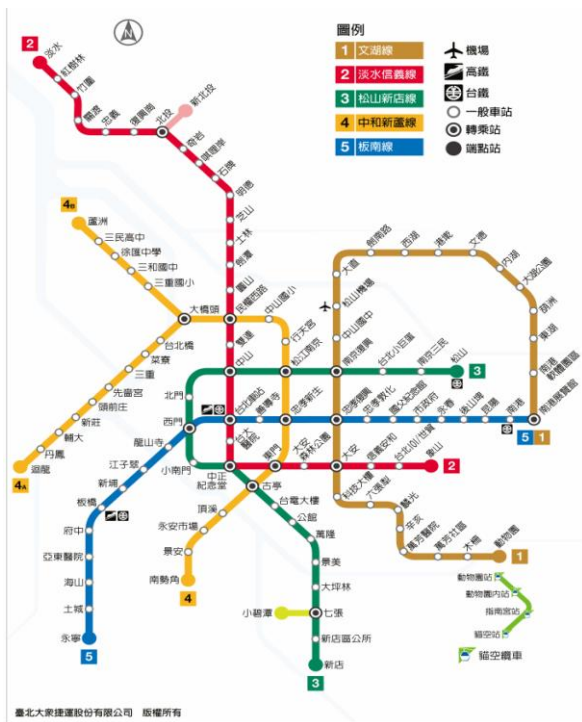 N
圖例
1 文湖線
2 淡水信義線
3 松山新店線
4 中和新蘆線
5 板南線
機場
高鐵
台鐵
一般車站
轉乘站
端點站
2
淡水
紅樹林
竹圍
關渡
忠義
復興崗
北投
新北投
奇岩
唭哩岸
石牌
明德
芝山
士林
劍潭
圓山
民權西路
雙連
中山
台北車站
台大醫院
中正紀念堂
東門
大安森林公園
大安
信義安和
台北101/世貿
象山
2
4B
蘆洲
三民高中
徐匯中學
三和國中
三重國小
大橋頭
台北橋
菜寮
三重
先嗇宮
頭前庄
新莊
輔大
丹鳳
迴龍
4A
中山國小
行天宮
松江南京
忠孝新生
古亭
頂溪
永安市場
景安
南勢角
4
劍南路
西湖
港墘
文德
內湖
大湖公園
葫洲
東湖
南港軟體園區
南港展覽館
5 1
大直
松山機場
中山國中
南京復興
忠孝復興
科技大樓
六張犁
麟光
辛亥
萬芳醫院
萬芳社區
木柵
動物園
1
台北小巨蛋
南京三民
松山
3
北門
西門
小南門
台電大樓
公館
萬隆
景美
大坪林
七張
小碧潭
新店區公所
新店
3
善導寺
忠孝敦化
國父紀念館
市政府
永春
後山埤
昆陽
南港
龍山寺
江子翠
新埔
板橋
府中
亞東醫院
海山
土城
永寧
5
動物園站
動物園內站
指南宮站
貓空站
貓空纜車
臺北大眾捷運股份有限公司 版權所有